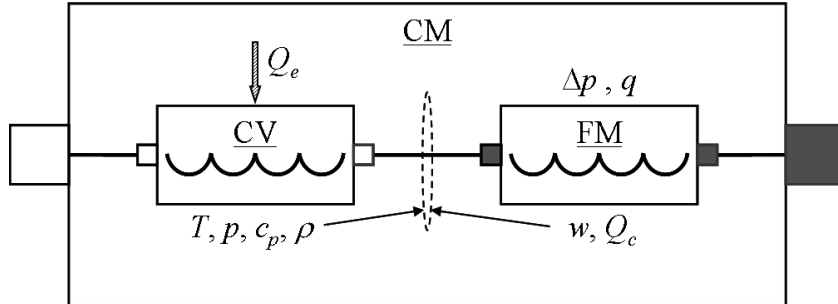 CM
Qe
Δp , q
CV
FM
T, p, cp, ρ
w, Qc